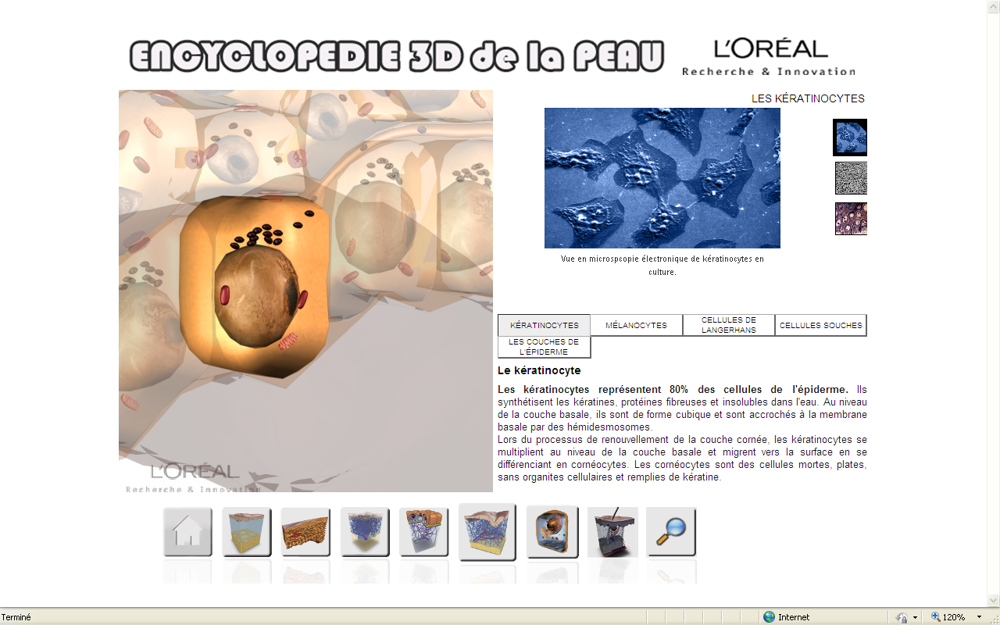 ENCYCLOPEDIE 3D de la PEAU
L'ORÉAL
Recherche & Innovation
LES KÉRATINOCYTES
Vue en microspcopie électronique de kératinocytes en
culture.
KÉRATINOCYTES
MÉLANOCYTES
CELLULES DE
LANGERHANS
CELLULES SOUCHES
LES COUCHES DE
L'ÉPIDERME
Le kératinocyte
Les kératinocytes représentent 80% des cellules de l'épiderme. Ils
synthétisent les kératines, protéines fibreuses et insolubles dans l'eau. Au niveau
de la couche basale, ils sont de forme cubique et sont accrochés à la membrane
basale par des hémidesmosomes.
Lors du processus de renouvellement de la couche cornée, les kératinocytes se
multiplient au niveau de la couche basale et migrent vers la surface en se
différenciant en cornéocytes. Les cornéocytes sont des cellules mortes, plates,
sans organites cellulaires et remplies de kératine.
L'ORÉAL
Recherche & Innovation
Terminé
Internet
120%